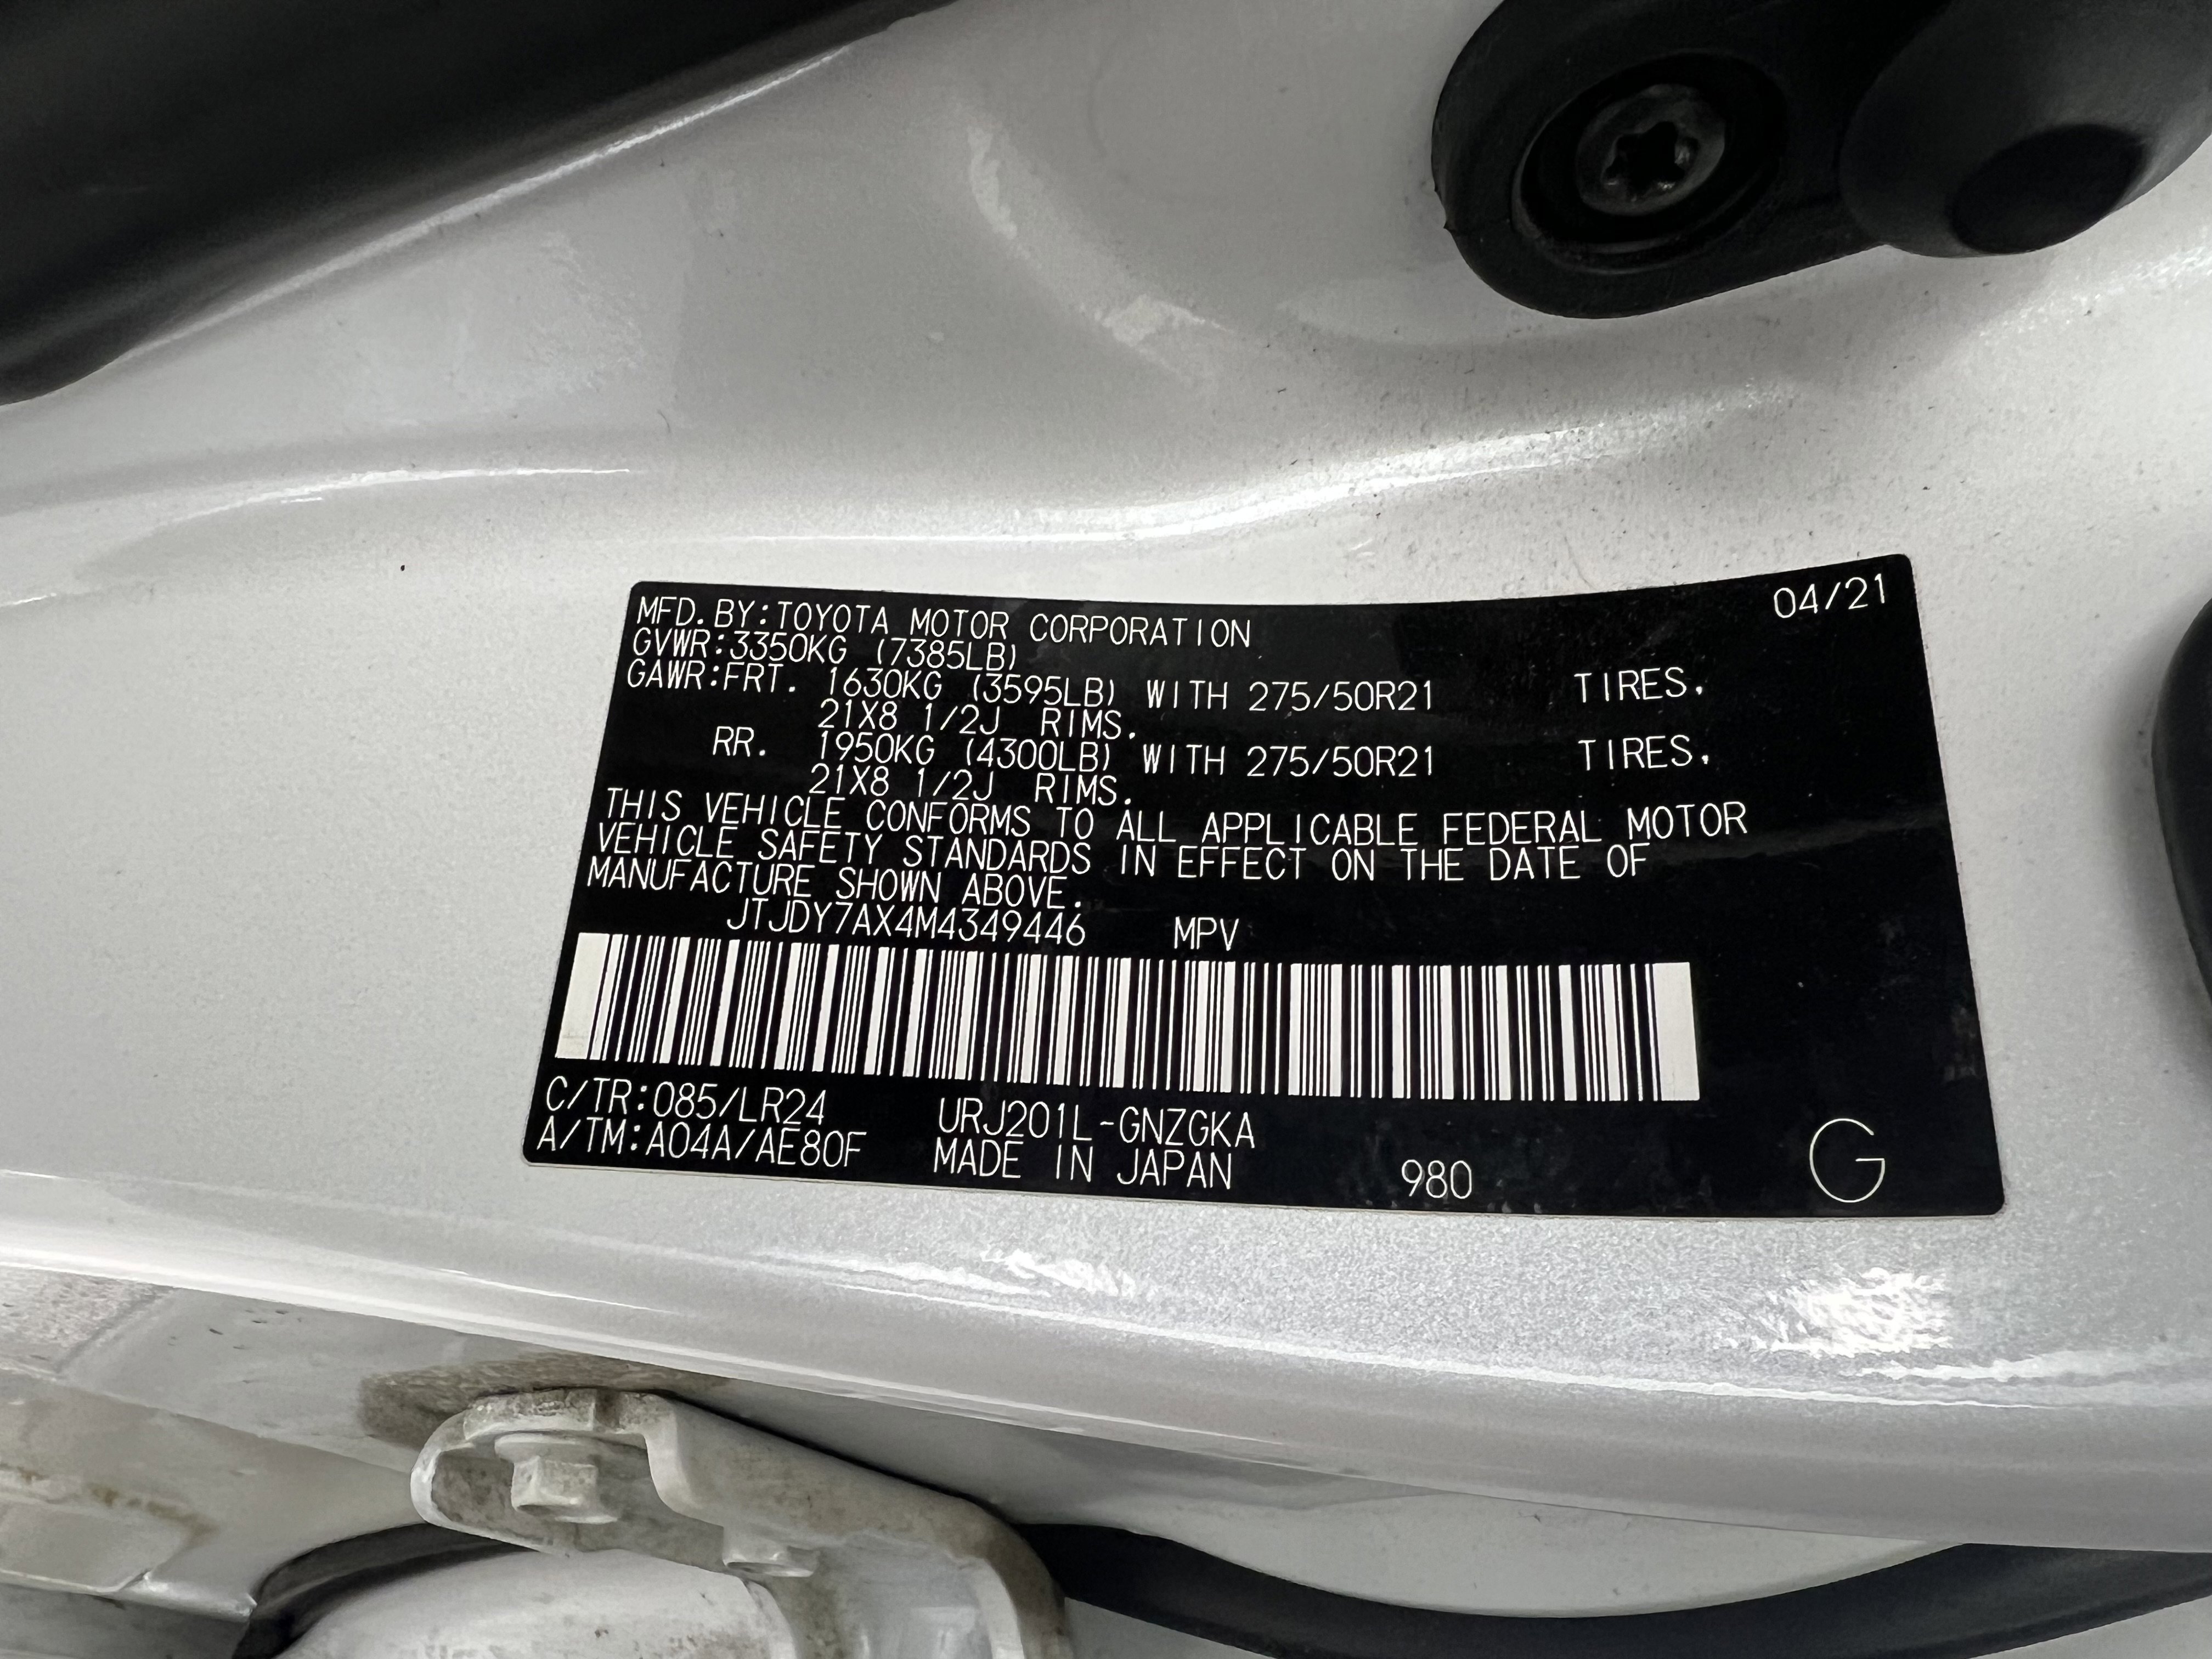 04/21
MFD.BY:TOYOTA MOTOR CORPORATION
GVWR:3350KG (7385LB)
GAWR:FRT. 1630KG (3595LB) WITH 275/50R21 TIRES.
21X8 1/2J RIMS.
RR. 1950KG (4300LB) WITH 275/50R21 TIRES.
21X8 1/2J RIMS.
THIS VEHICLE CONFORMS TO ALL APPLICABLE FEDERAL MOTOR
VEHICLE SAFETY STANDARDS IN EFFECT ON THE DATE OF
MANUFACTURE SHOWN ABOVE.
JTJDY7AX4M4349446 MPV
C/TR:085/LR24 URJ201L-GNZGKA
A/TM:A04A/AE80F MADE IN JAPAN 980 G